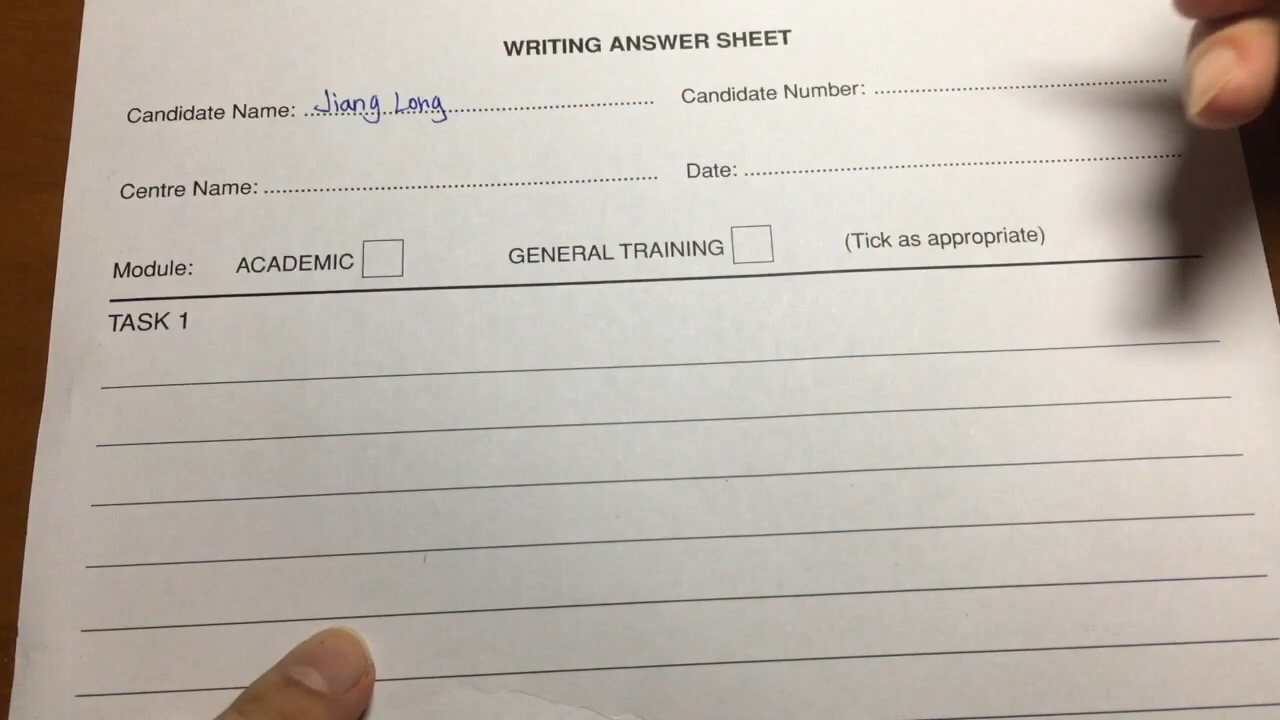 WRITING ANSWER SHEET
Candidate Name: Jiang Long Candidate Number:
Centre Name: Date:
Module: ACADEMIC GENERAL TRAINING (Tick as appropriate)
TASK 1